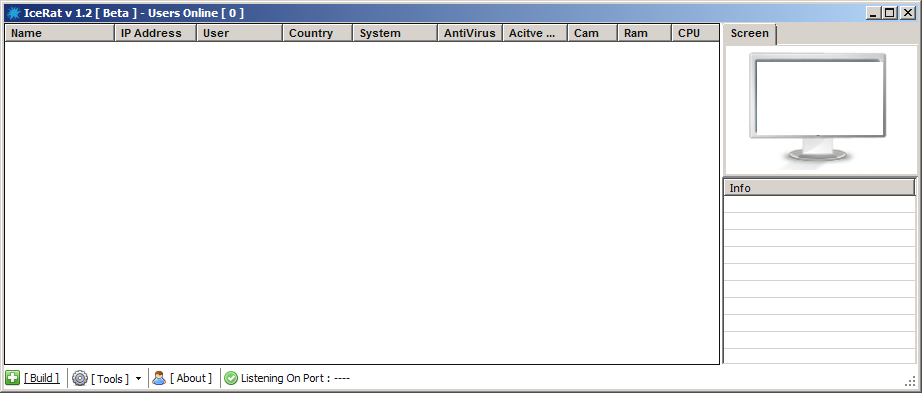 IceRat v 1.2 [ Beta ] - Users Online [ 0 ]
Name IP Address User Country System AntiVirus Acitve ... Cam Ram CPU
Screen
Info
[ Build ] [ Tools ] [ About ] Listening On Port : ----